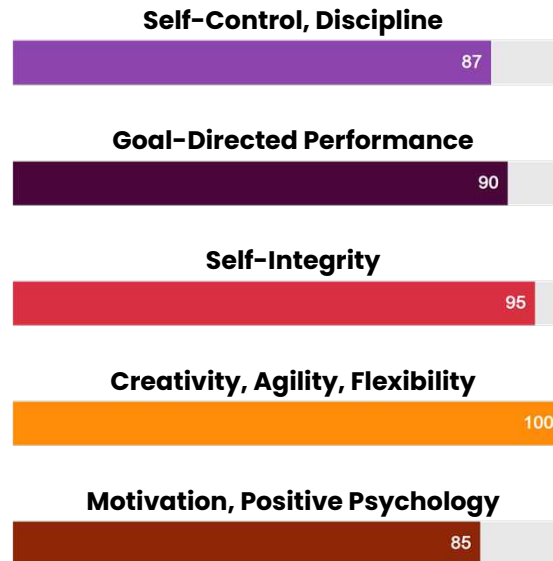 Self-Control, Discipline
87
Goal-Directed Performance
90
Self-Integrity
95
Creativity, Agility, Flexibility
100
Motivation, Positive Psychology
85